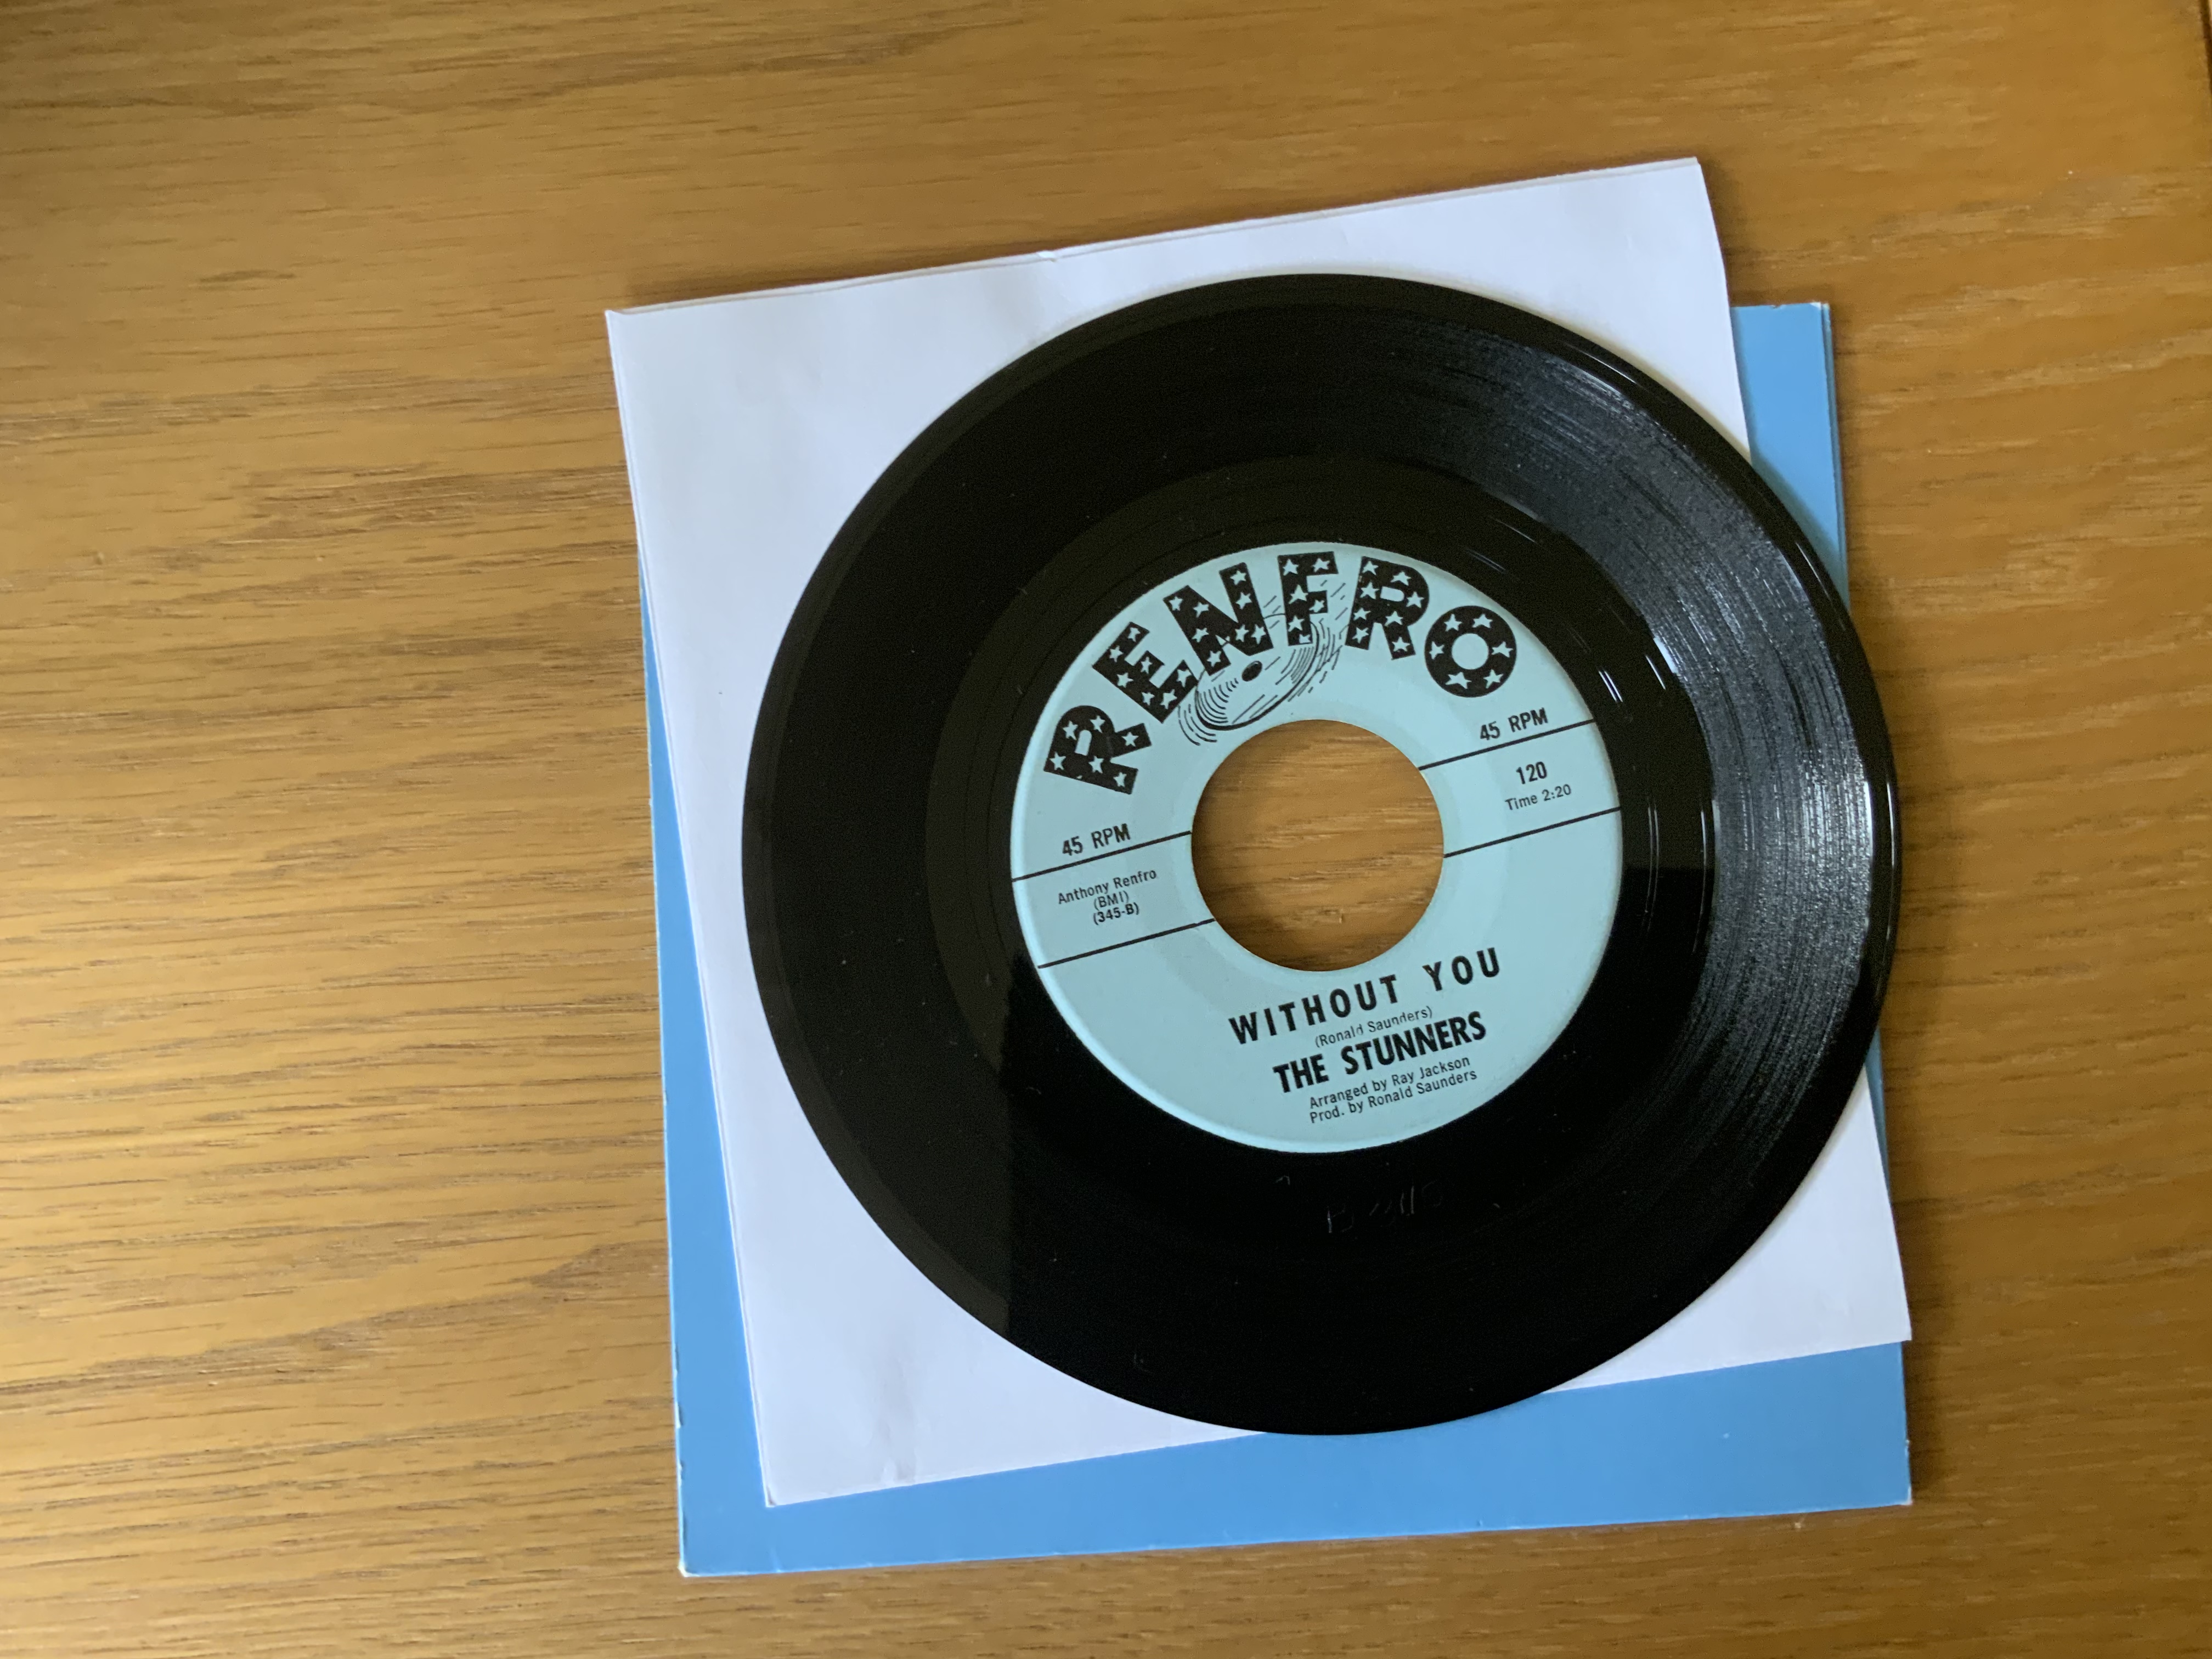 RENFRO
45 RPM
120
Time 2:20
45 RPM
Anthony Renfro
(BMI)
(345-B)
WITHOUT YOU
(Ronald Saunders)
THE STUNNERS
Arranged by Ray Jackson
Prod. by Ronald Saunders